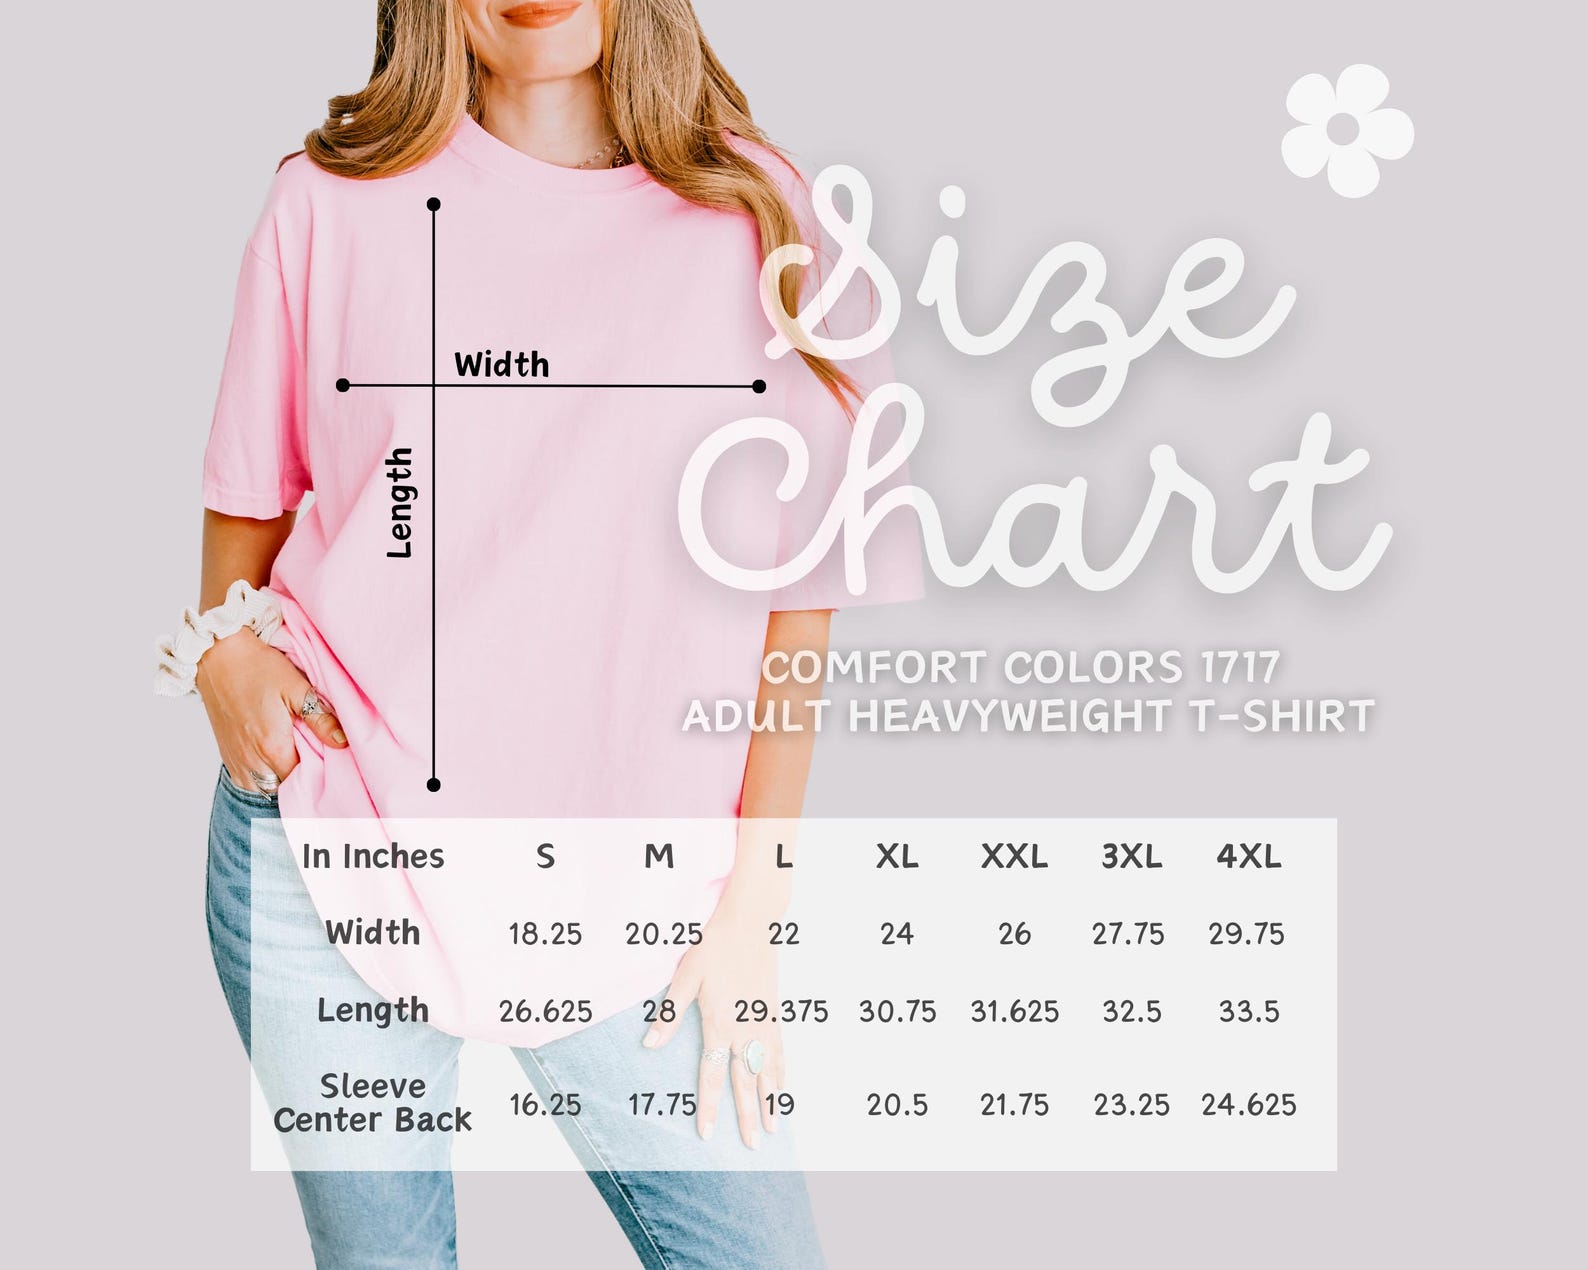 Size
Chart
COMFORT COLORS 1717
ADULT HEAVYWEIGHT T-SHIRT
Width
Length
In Inches S M L XL XXL 3XL 4XL
Width 18.25 20.25 22 24 26 27.75 29.75
Length 26.625 28 29.375 30.75 31.625 32.5 33.5
Sleeve
Center Back 16.25 17.75 19 20.5 21.75 23.25 24.625